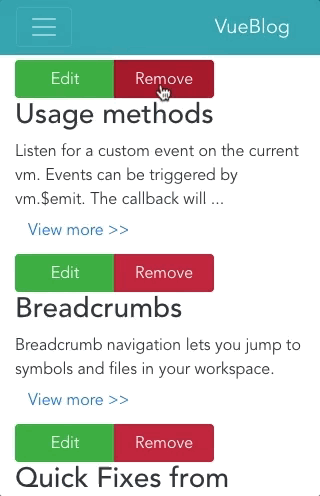 VueBlog
Edit Remove
Usage methods
Listen for a custom event on the current
vm. Events can be triggered by
vm.$emit. The callback will ...
View more >>
Edit Remove
Breadcrumbs
Breadcrumb navigation lets you jump to
symbols and files in your workspace.
View more >>
Edit Remove
Quick Fixes from